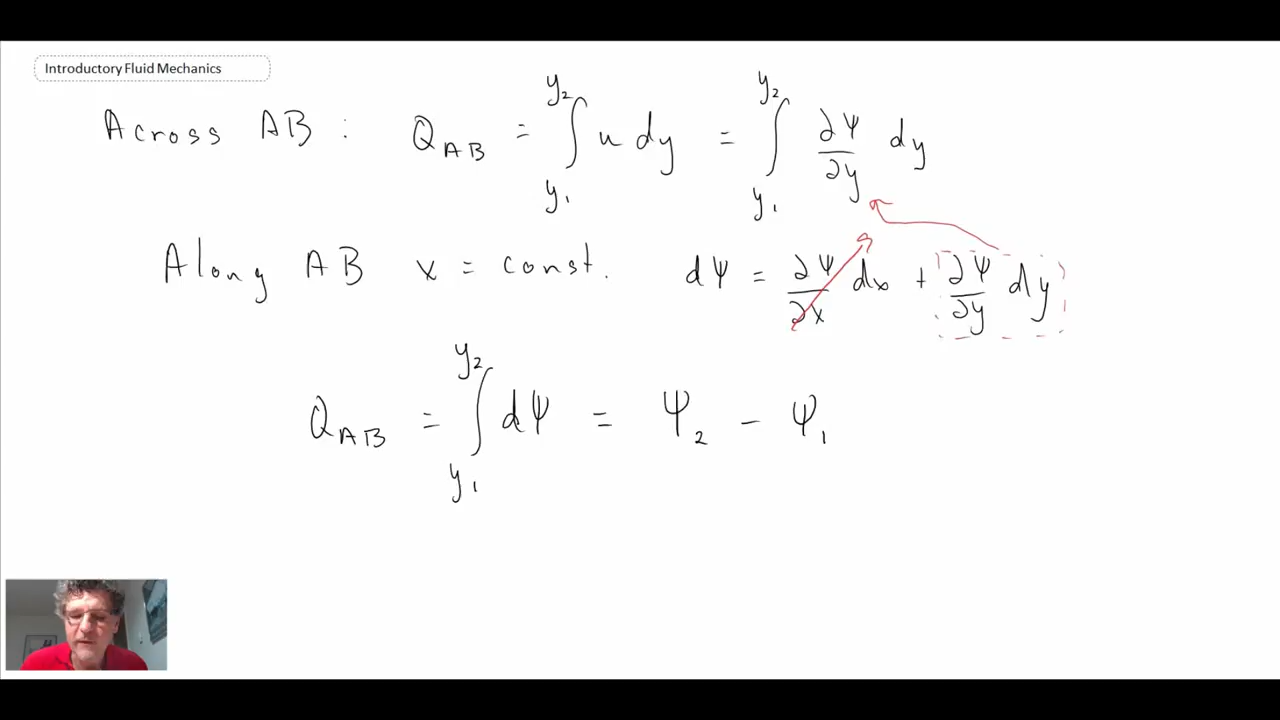 Introductory Fluid Mechanics
Across AB : Q_AB = ∫_{y₁}^{y₂} u dy = ∫_{y₁}^{y₂} ∂Ψ/∂y dy
Along AB x = const. dΨ = ∂Ψ/∂x dx + ∂Ψ/∂y dy
Q_AB = ∫_{y₁}^{y₂} dΨ = Ψ₂ − Ψ₁